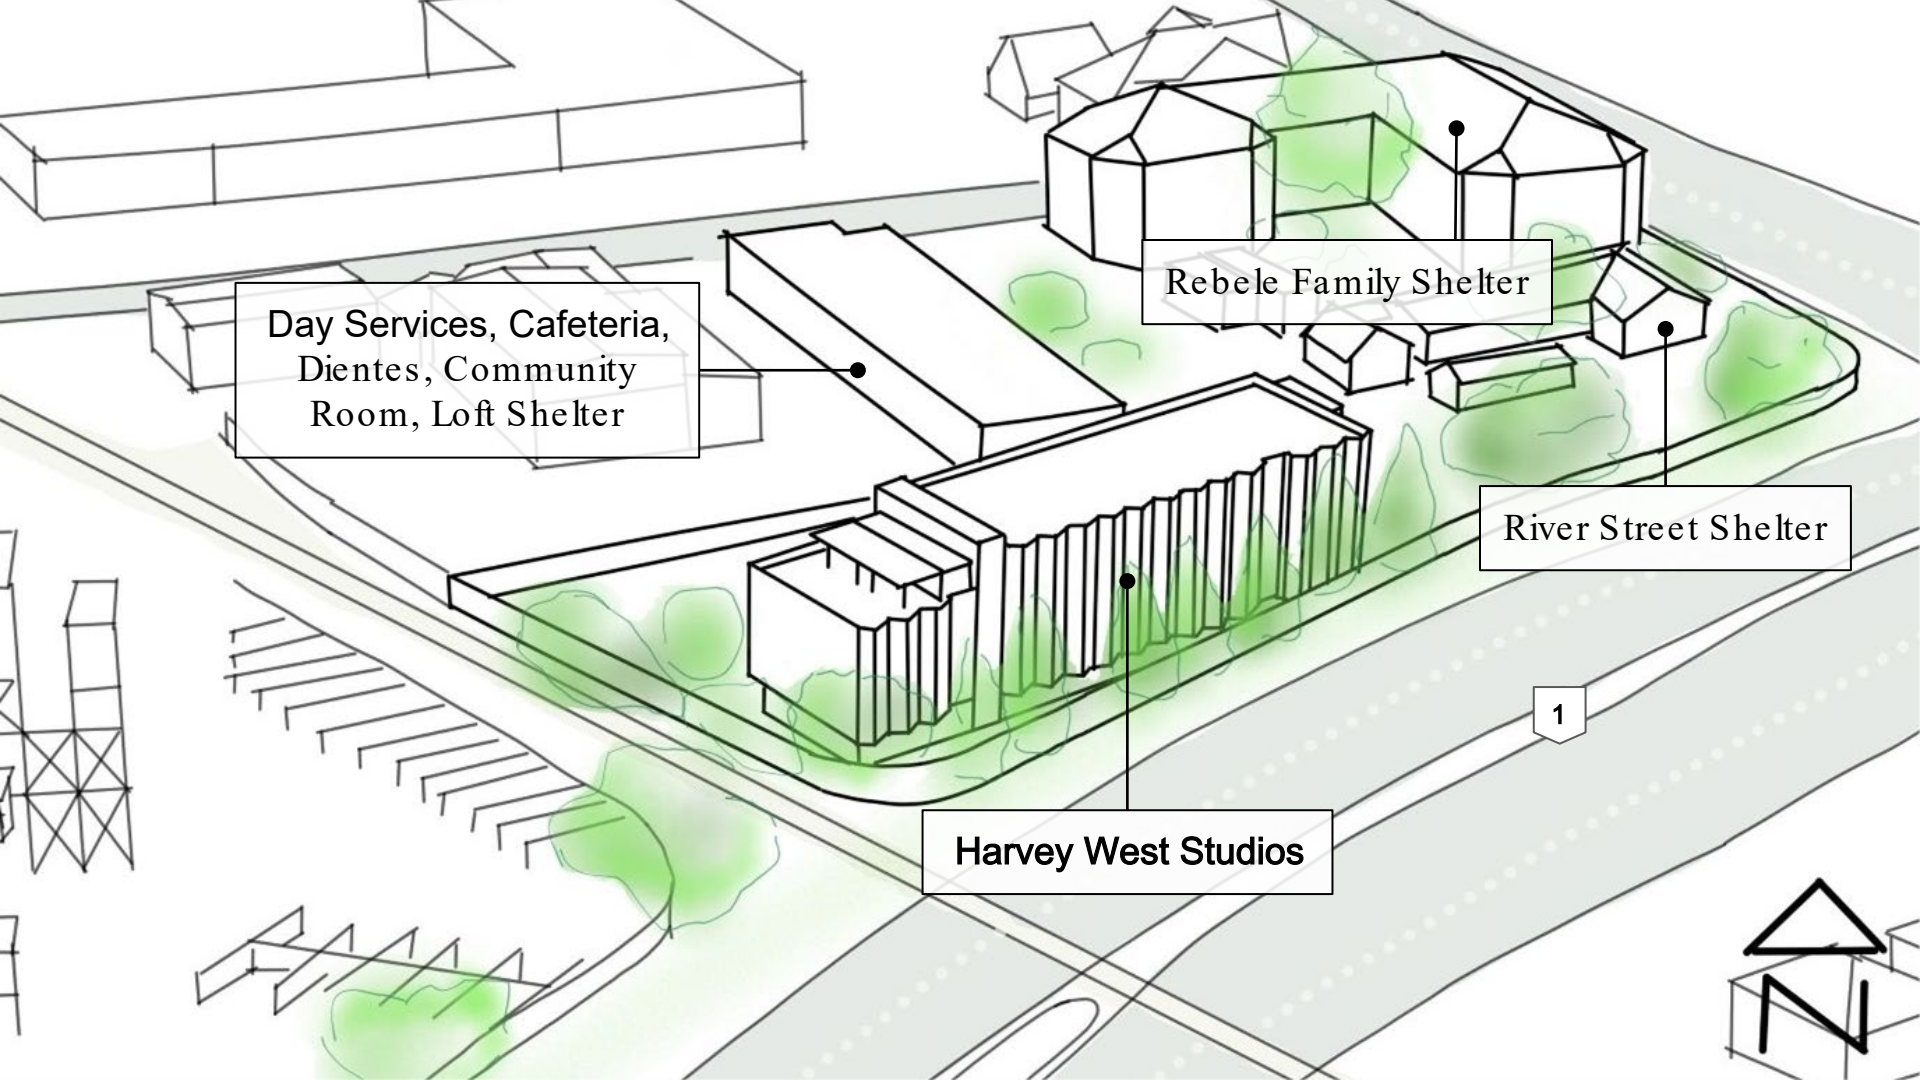 Rebele Family Shelter
Day Services, Cafeteria,
Dientes, Community
Room, Loft Shelter
River Street Shelter
1
Harvey West Studios
N